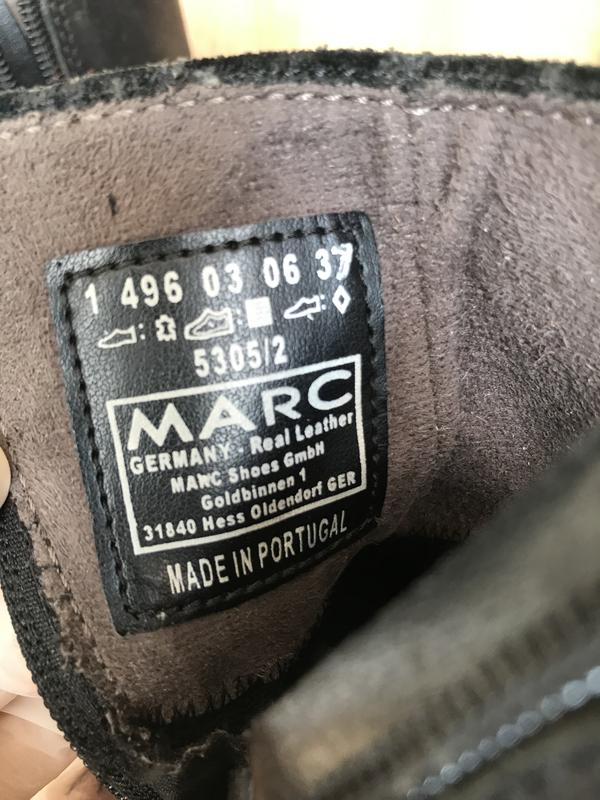 1 496 03 06 37
5305/2
MARC
GERMANY - Real Leather
MARC Shoes GmbH
Goldbinnen 1
31840 Hess Oldendorf GER
MADE IN PORTUGAL